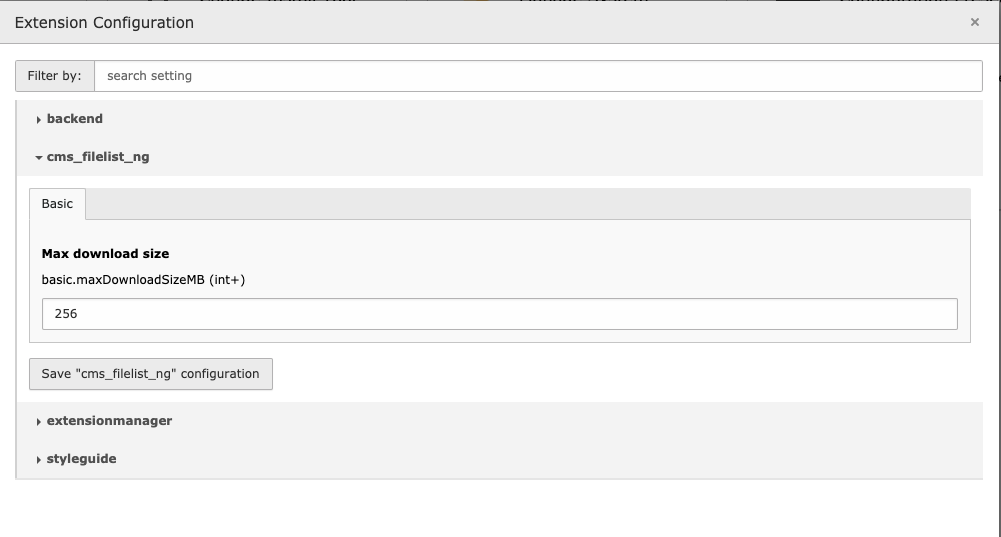 Extension Configuration
×
Filter by: search setting
backend
cms_filelist_ng
Basic
Max download size
basic.maxDownloadSizeMB (int+)
256
Save "cms_filelist_ng" configuration
extensionmanager
styleguide